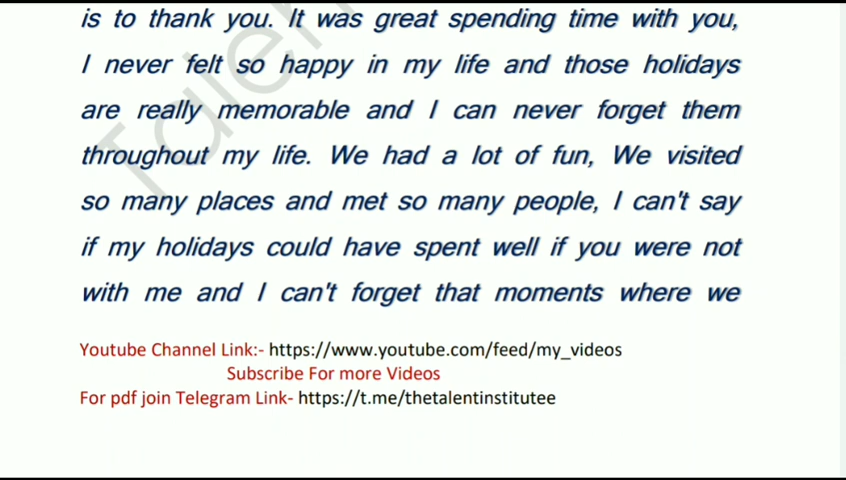 is to thank you. It was great spending time with you,
I never felt so happy in my life and those holidays
are really memorable and I can never forget them
throughout my life. We had a lot of fun, We visited
so many places and met so many people, I can't say
if my holidays could have spent well if you were not
with me and I can't forget that moments where we
Youtube Channel Link:- https://www.youtube.com/feed/my_videos
Subscribe For more Videos
For pdf join Telegram Link- https://t.me/thetalentinstitutee